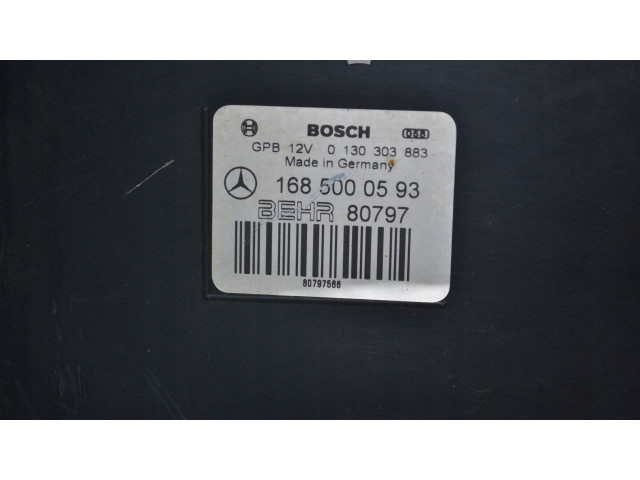 BOSCH 058
GPB 12V 0 130 303 883
Made in Germany
168 500 05 93
BEHR 80797
80797566